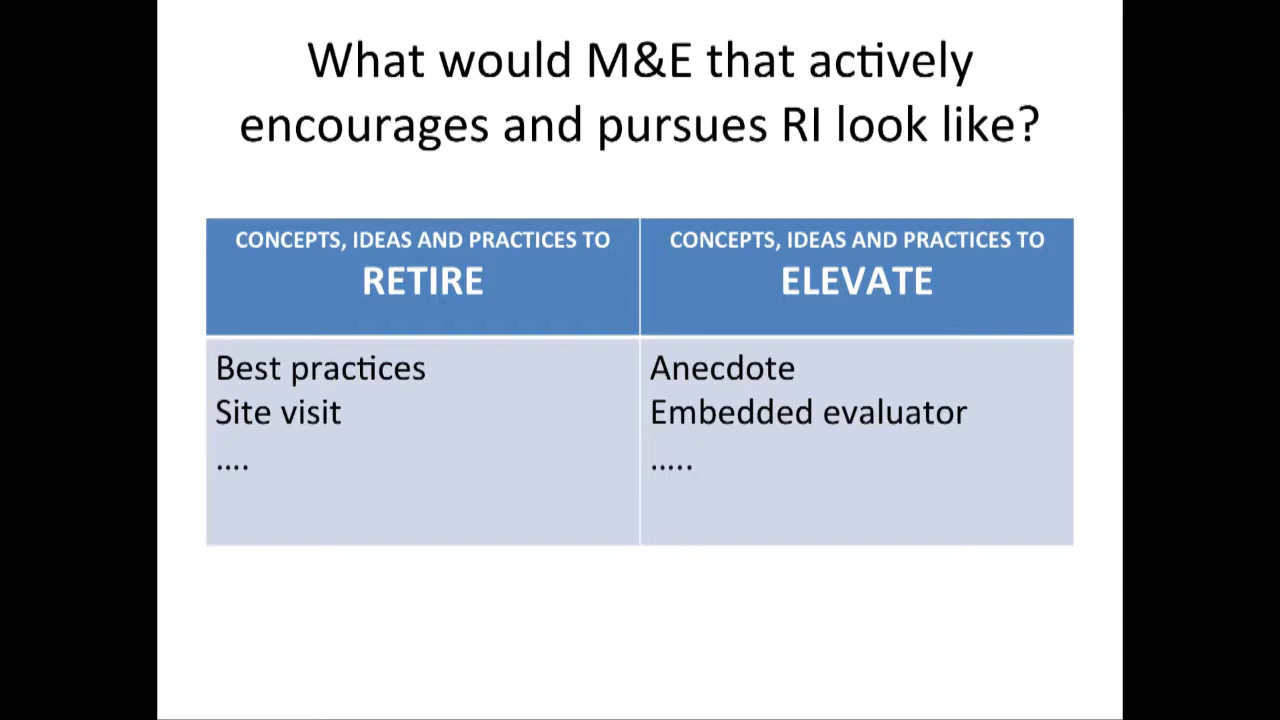 What would M&E that actively
encourages and pursues RI look like?
CONCEPTS, IDEAS AND PRACTICES TO
RETIRE
CONCEPTS, IDEAS AND PRACTICES TO
ELEVATE
Best practices
Site visit
....
Anecdote
Embedded evaluator
.....